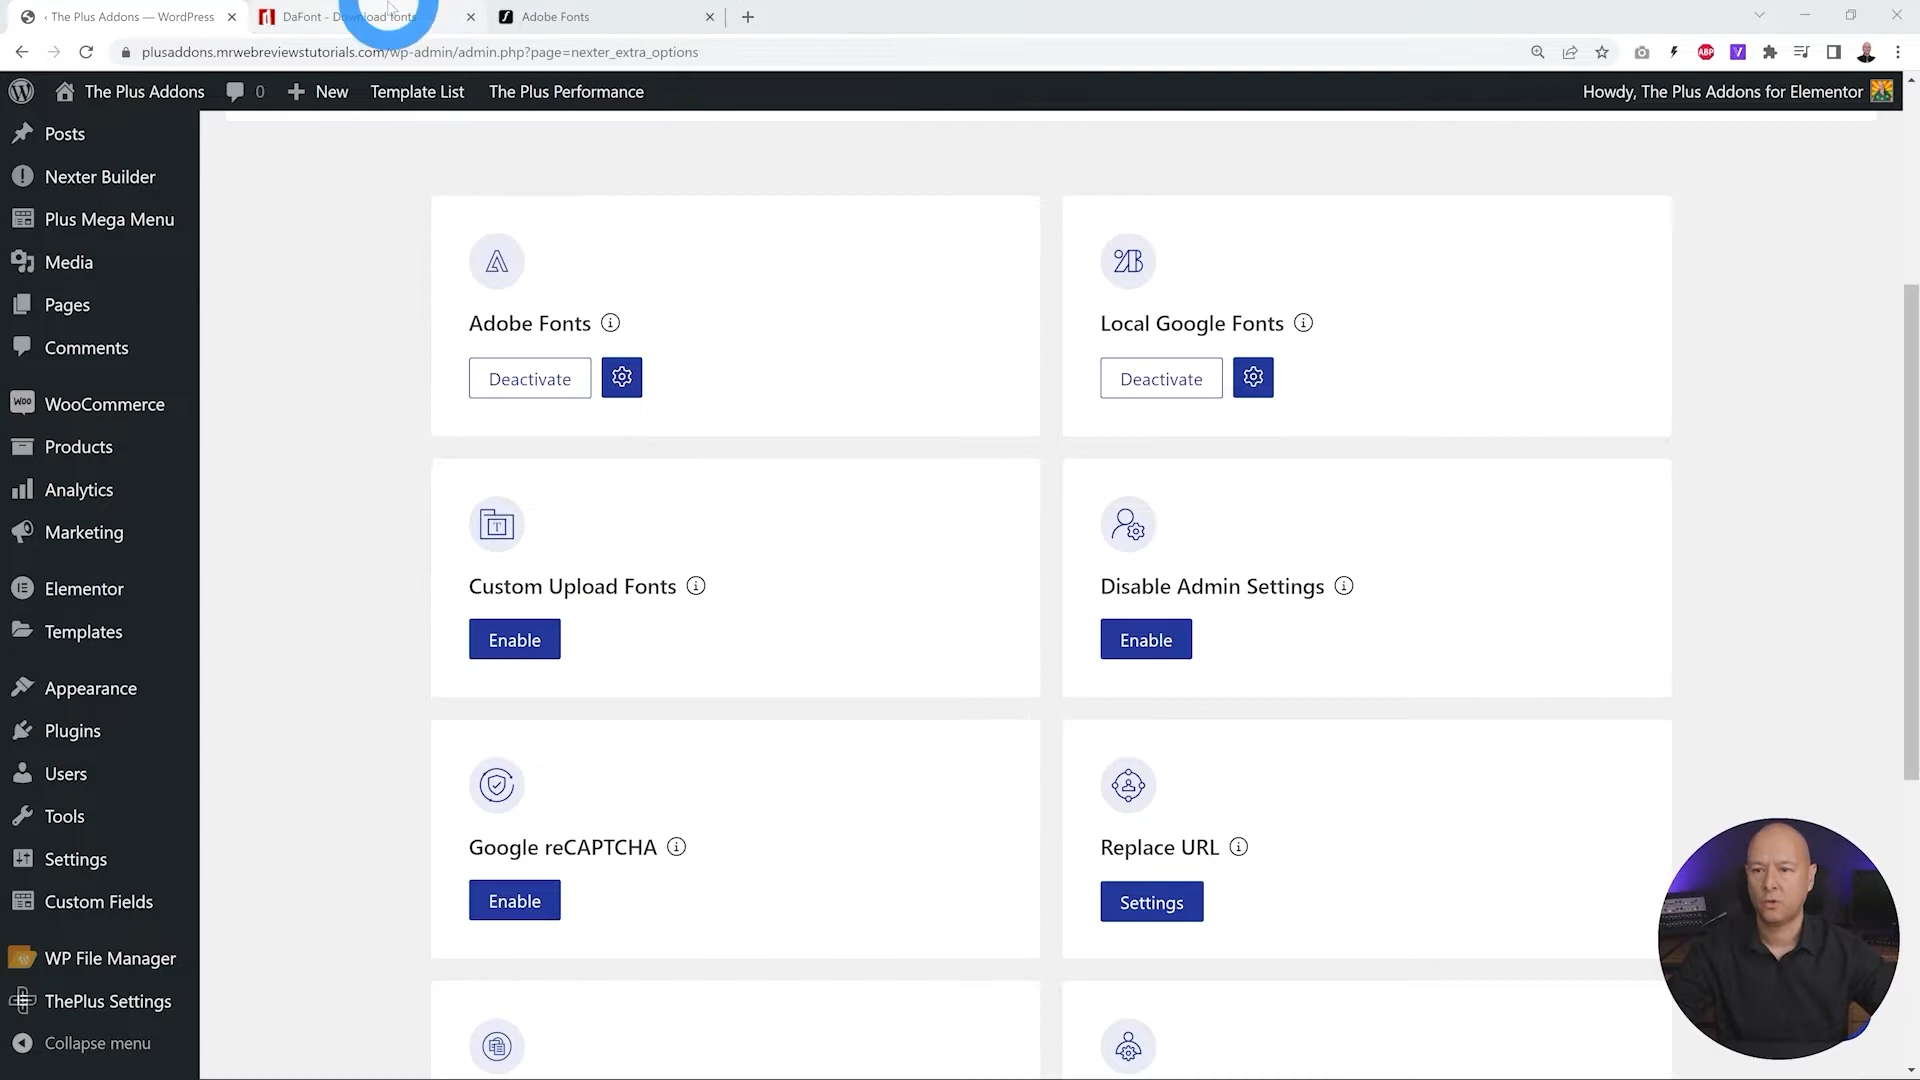 ‹ The Plus Addons — WordPress
DaFont - Download fonts
Adobe Fonts
plusaddons.mrwebreviewstutorials.com/wp-admin/admin.php?page=nexter_extra_options
ABP
V
The Plus Addons
0
New
Template List
The Plus Performance
Howdy, The Plus Addons for Elementor
Posts
Nexter Builder
Plus Mega Menu
Media
Pages
Comments
WooCommerce
Products
Analytics
Marketing
Elementor
Templates
Appearance
Plugins
Users
Tools
Settings
Custom Fields
WP File Manager
ThePlus Settings
Collapse menu
Adobe Fonts
Deactivate
Local Google Fonts
Deactivate
Custom Upload Fonts
Enable
Disable Admin Settings
Enable
Google reCAPTCHA
Enable
Replace URL
Settings